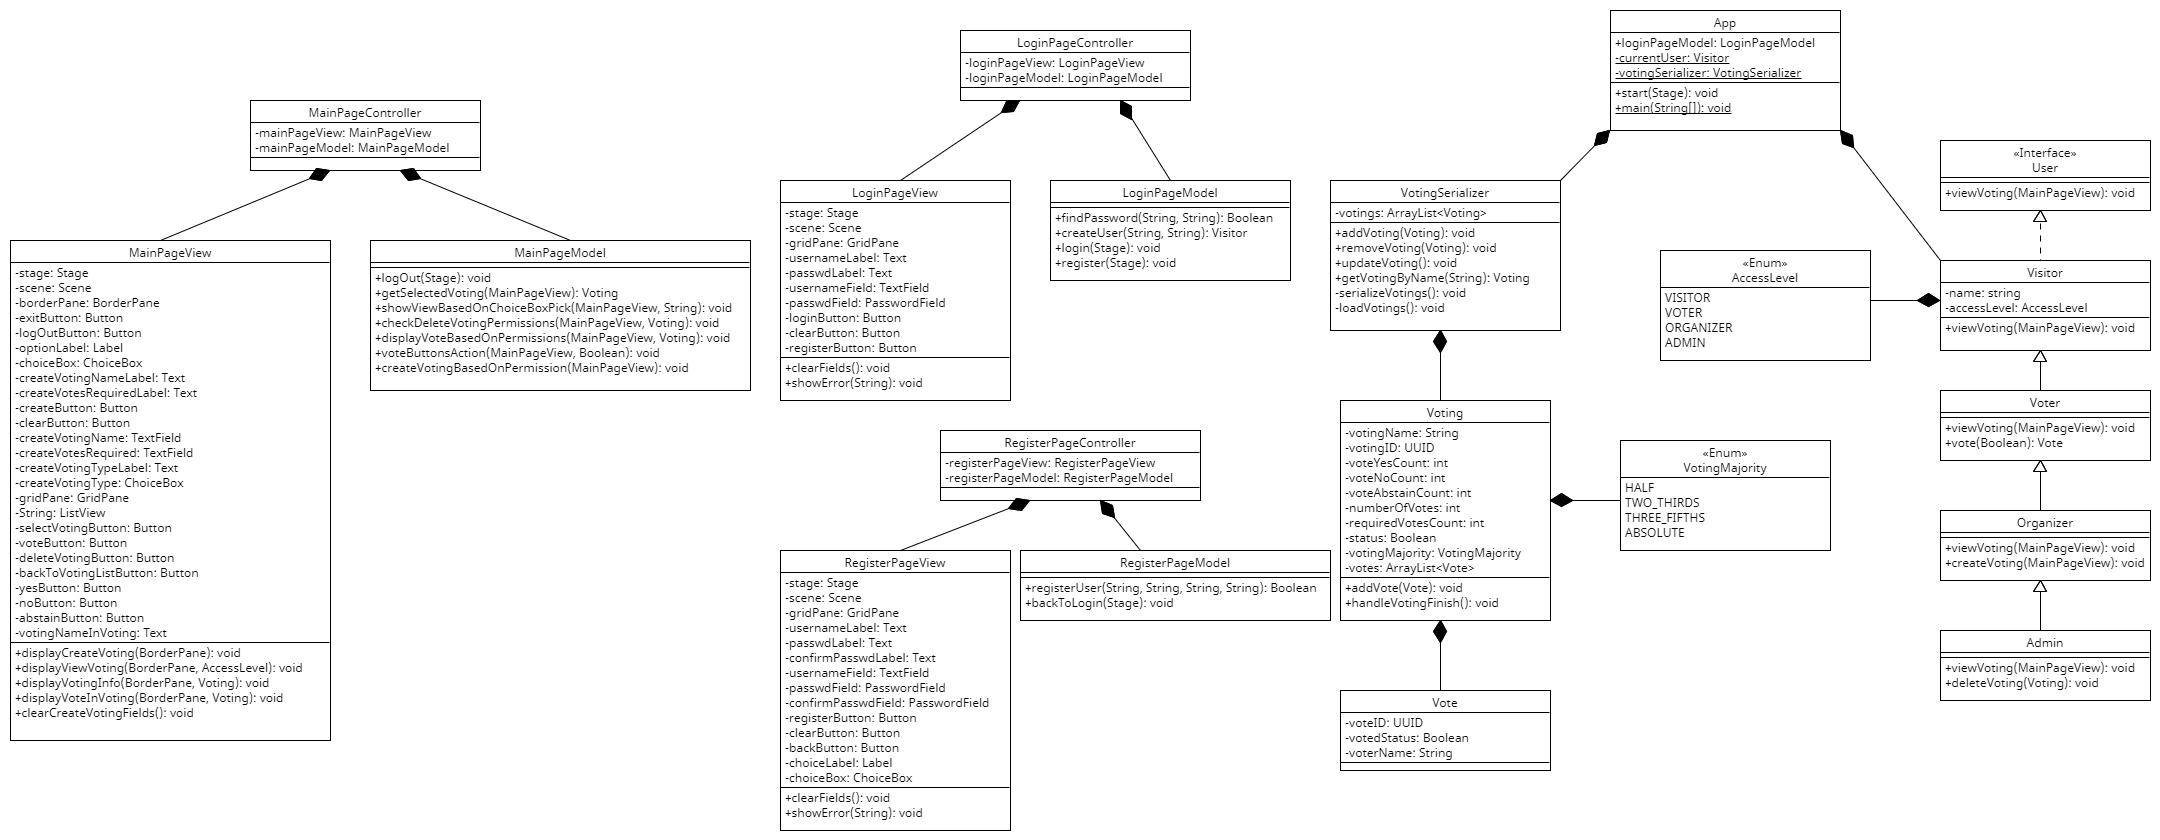 MainPageController
-mainPageView: MainPageView
-mainPageModel: MainPageModel
MainPageView
-stage: Stage
-scene: Scene
-borderPane: BorderPane
-exitButton: Button
-logOutButton: Button
-optionLabel: Label
-choiceBox: ChoiceBox
-createVotingNameLabel: Text
-createVotesRequiredLabel: Text
-createButton: Button
-clearButton: Button
-createVotingName: TextField
-createVotesRequired: TextField
-createVotingTypeLabel: Text
-createVotingType: ChoiceBox
-gridPane: GridPane
-String: ListView
-selectVotingButton: Button
-voteButton: Button
-deleteVotingButton: Button
-backToVotingListButton: Button
-yesButton: Button
-noButton: Button
-abstainButton: Button
-votingNameInVoting: Text
+displayCreateVoting(BorderPane): void
+displayViewVoting(BorderPane, AccessLevel): void
+displayVotingInfo(BorderPane, Voting): void
+displayVoteInVoting(BorderPane, Voting): void
+clearCreateVotingFields(): void
MainPageModel
+logOut(Stage): void
+getSelectedVoting(MainPageView): Voting
+showViewBasedOnChoiceBoxPick(MainPageView, String): void
+checkDeleteVotingPermissions(MainPageView, Voting): void
+displayVoteBasedOnPermissions(MainPageView, Voting): void
+voteButtonsAction(MainPageView, Boolean): void
+createVotingBasedOnPermission(MainPageView): void
LoginPageController
-loginPageView: LoginPageView
-loginPageModel: LoginPageModel
LoginPageView
-stage: Stage
-scene: Scene
-gridPane: GridPane
-usernameLabel: Text
-passwdLabel: Text
-usernameField: TextField
-passwdField: PasswordField
-loginButton: Button
-clearButton: Button
-registerButton: Button
+clearFields(): void
+showError(String): void
LoginPageModel
+findPassword(String, String): Boolean
+createUser(String, String): Visitor
+login(Stage): void
+register(Stage): void
RegisterPageController
-registerPageView: RegisterPageView
-registerPageModel: RegisterPageModel
RegisterPageView
-stage: Stage
-scene: Scene
-gridPane: GridPane
-usernameLabel: Text
-passwdLabel: Text
-confirmPasswdLabel: Text
-usernameField: TextField
-passwdField: PasswordField
-confirmPasswdField: PasswordField
-registerButton: Button
-clearButton: Button
-backButton: Button
-choiceLabel: Label
-choiceBox: ChoiceBox
+clearFields(): void
+showError(String): void
RegisterPageModel
+registerUser(String, String, String, String): Boolean
+backToLogin(Stage): void
App
+loginPageModel: LoginPageModel
-currentUser: Visitor
-votingSerializer: VotingSerializer
+start(Stage): void
+main(String[]): void
VotingSerializer
-votings: ArrayList<Voting>
+addVoting(Voting): void
+removeVoting(Voting): void
+updateVoting(): void
+getVotingByName(String): Voting
-serializeVotings(): void
-loadVotings(): void
Voting
-votingName: String
-votingID: UUID
-voteYesCount: int
-voteNoCount: int
-voteAbstainCount: int
-numberOfVotes: int
-requiredVotesCount: int
-status: Boolean
-votingMajority: VotingMajority
-votes: ArrayList<Vote>
+addVote(Vote): void
+handleVotingFinish(): void
Vote
-voteID: UUID
-votedStatus: Boolean
-voterName: String
«Enum»
VotingMajority
HALF
TWO_THIRDS
THREE_FIFTHS
ABSOLUTE
«Enum»
AccessLevel
VISITOR
VOTER
ORGANIZER
ADMIN
«Interface»
User
+viewVoting(MainPageView): void
Visitor
-name: string
-accessLevel: AccessLevel
+viewVoting(MainPageView): void
Voter
+viewVoting(MainPageView): void
+vote(Boolean): Vote
Organizer
+viewVoting(MainPageView): void
+createVoting(MainPageView): void
Admin
+viewVoting(MainPageView): void
+deleteVoting(Voting): void